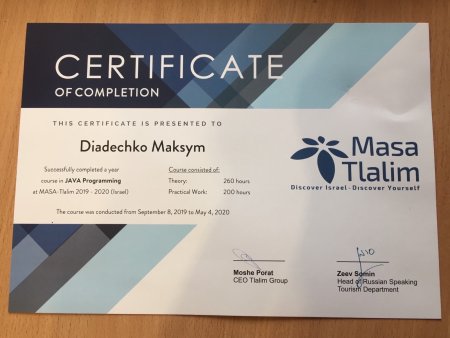 CERTIFICATE
OF COMPLETION
THIS CERTIFICATE IS PRESENTED TO
Diadechko Maksym
Successfully completed a year
course in JAVA Programming
at MASA-Tlalim 2019 - 2020 (Israel)
Course consisted of:
Theory: 260 hours
Practical Work: 200 hours
The course was conducted from September 8, 2019 to May 4, 2020
Masa
Tlalim
Discover Israel-Discover Yourself
Moshe Porat
CEO Tlalim Group
Zeev Somin
Head of Russian Speaking
Tourism Department